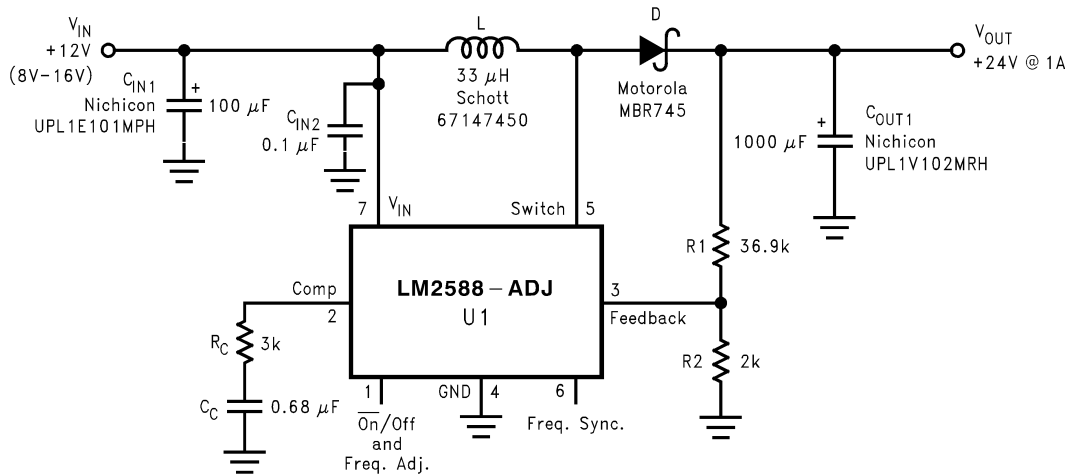 V_IN
+12V
(8V–16V)
C_IN1
Nichicon
UPL1E101MPH
+
100 μF
C_IN2
0.1 μF
L
33 μH
Schott
67147450
D
Motorola
MBR745
V_OUT
+24V @ 1A
+
1000 μF
C_OUT1
Nichicon
UPL1V102MRH
7
V_IN
Switch
5
R1
36.9k
Comp
2
LM2588–ADJ
U1
3
Feedback
R_C
3k
R2
2k
C_C
0.68 μF
1
O̅n̅/Off
and
Freq. Adj.
GND
4
6
Freq. Sync.